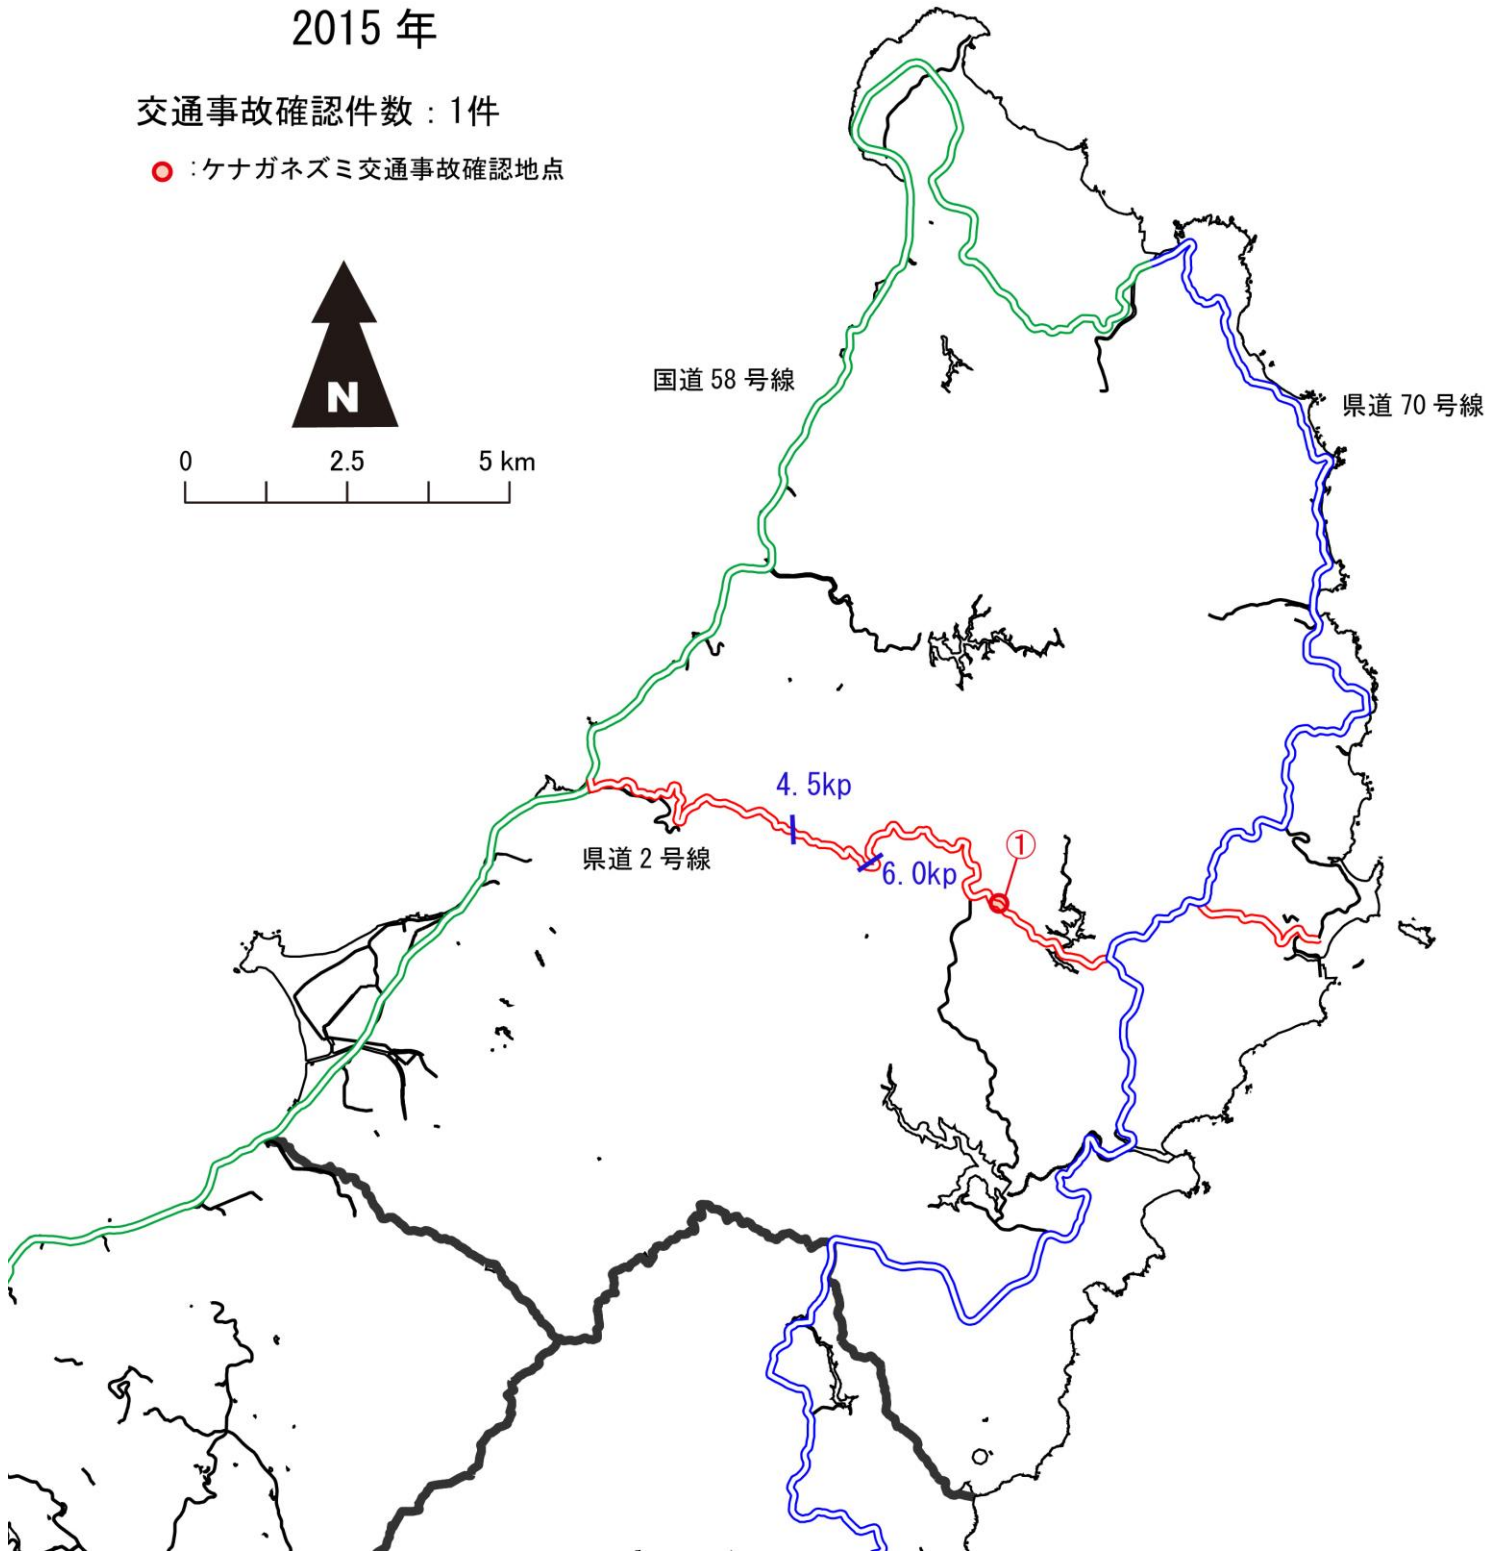 2015 年
交通事故確認件数：1件
：ケナガネズミ交通事故確認地点
N
0 2.5 5 km
国道 58 号線
県道 70 号線
4.5kp
県道 2 号線
6.0kp
①